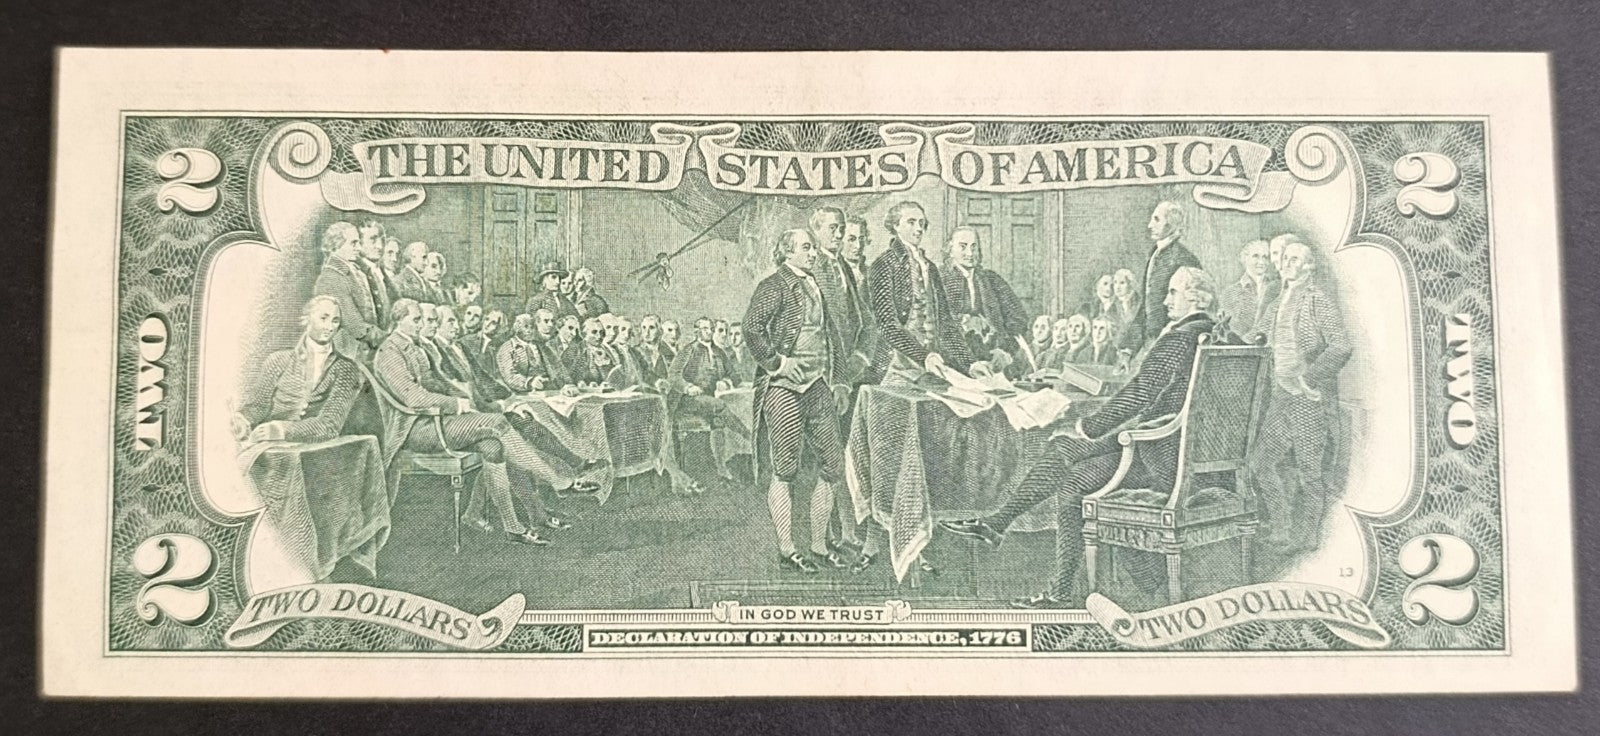 THE UNITED STATES OF AMERICA
2
2
TWO
TWO
2
2
13
TWO DOLLARS
TWO DOLLARS
IN GOD WE TRUST
DECLARATION OF INDEPENDENCE, 1776